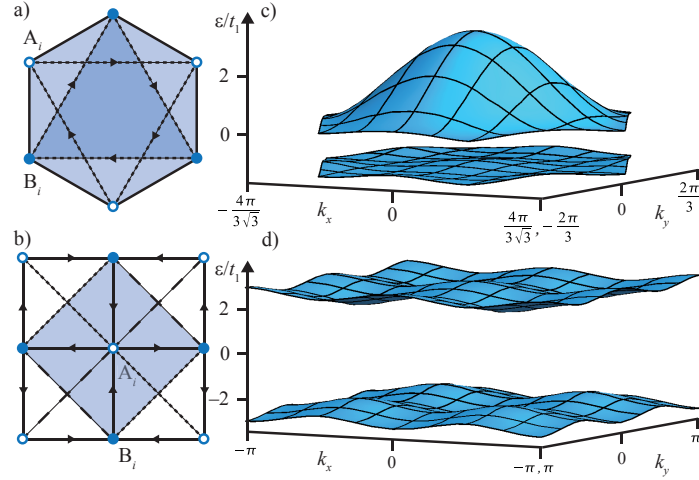 a)
A_i
B_i
c)
ε/t_1
2
0
-4π/3√3
k_x
0
4π/3√3, -2π/3
0
k_y
2π/3
b)
A_i
B_i
d)
ε/t_1
2
0
−2
−π
k_x
0
−π, π
0
k_y
π